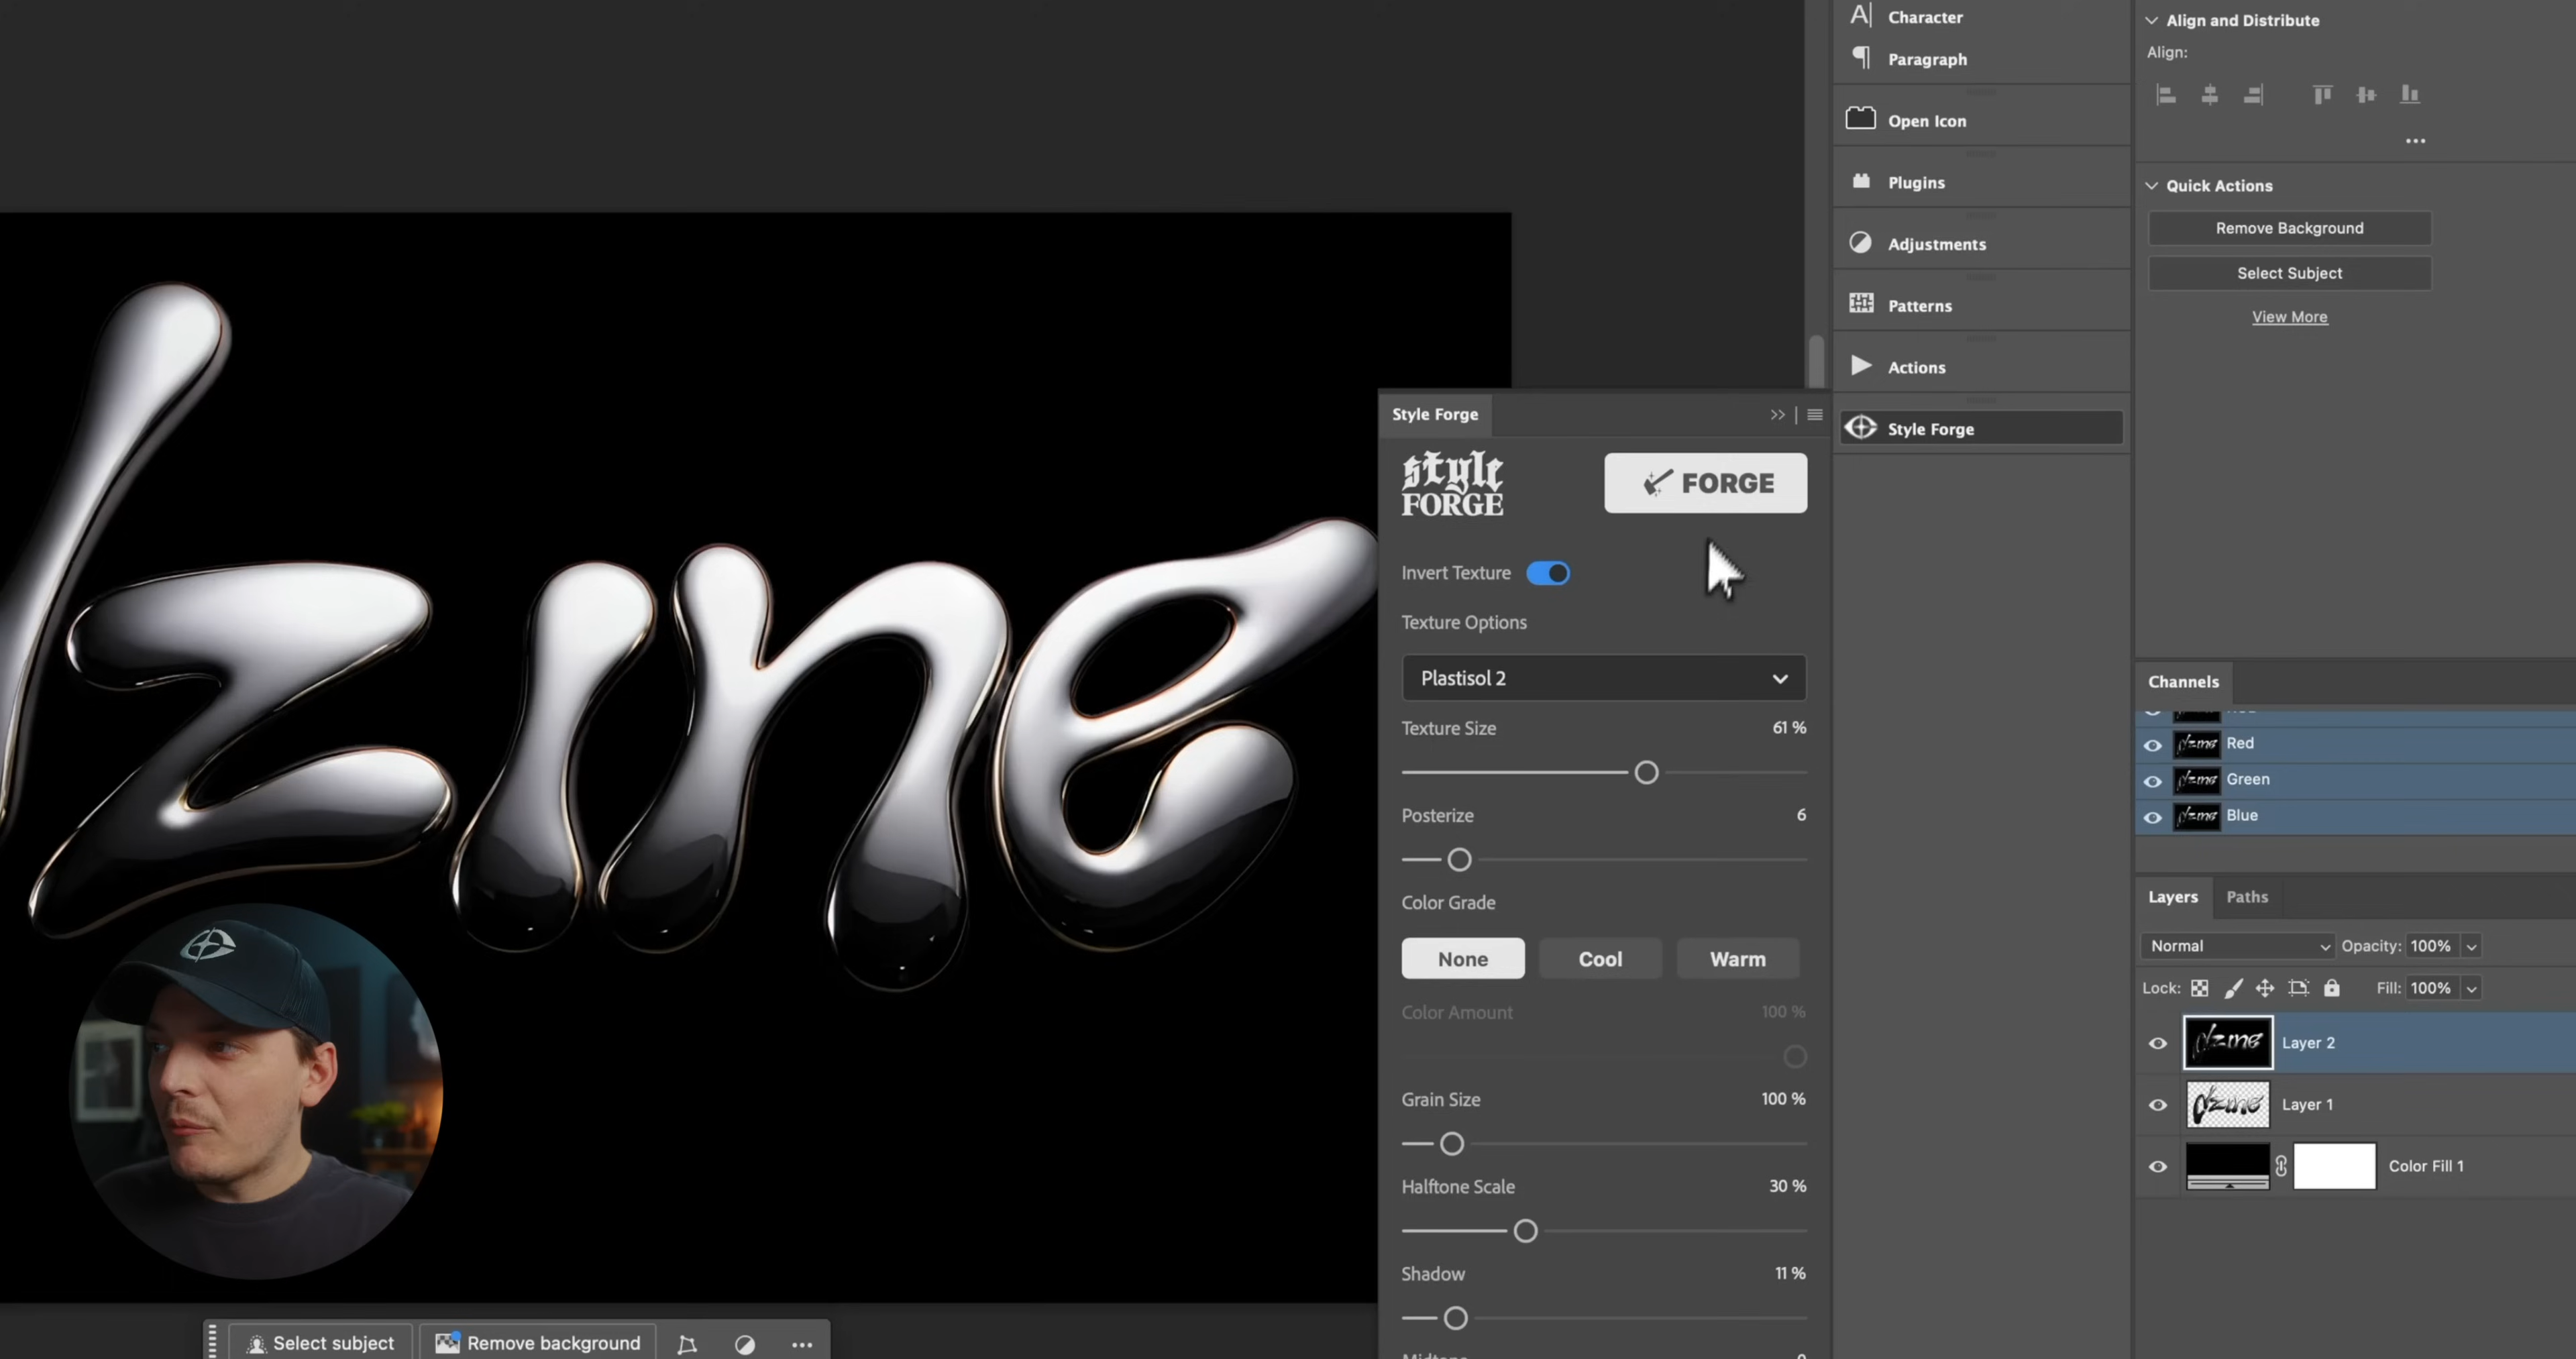 Character
Paragraph
Open Icon
Plugins
Adjustments
Patterns
Actions
Style Forge
Align and Distribute
Align:
Quick Actions
Remove Background
Select Subject
View More
dzine
Style Forge
style
FORGE
FORGE
Invert Texture
Texture Options
Plastisol 2
Texture Size 61 %
Posterize 6
Color Grade
None Cool Warm
Color Amount 100 %
Grain Size 100 %
Halftone Scale 30 %
Shadow 11 %
Channels
Red
Green
Blue
Layers Paths
Normal Opacity: 100%
Lock: Fill: 100%
Layer 2
Layer 1
Color Fill 1
Select subject Remove background